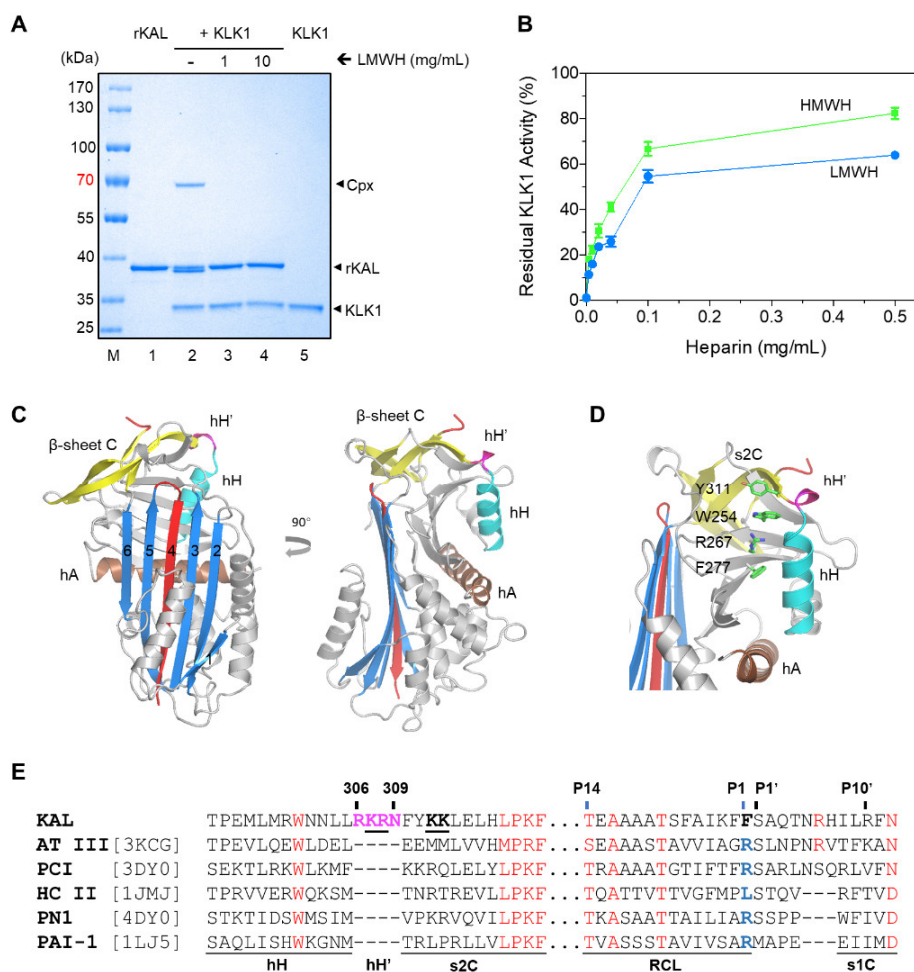 A
rKAL + KLK1 KLK1
(kDa) - 1 10 ← LMWH (mg/mL)
170
130
100
70
55
40
35
25
Cpx
rKAL
KLK1
M 1 2 3 4 5
B
Residual KLK1 Activity (%)
100
80
60
40
20
0
HMWH
LMWH
0.0 0.1 0.2 0.3 0.4 0.5
Heparin (mg/mL)
C
β-sheet C
hH'
hH
6 5 4 3 2
hA
1
90°
β-sheet C
hH'
hH
hA
D
s2C
Y311
hH'
W254
R267
F277
hH
hA
E
306 309 P14 P1 P1' P10'
KAL TPEMLMRWNNLLRKRNFYKKLELHLPKF...TEAAAATSFAIKFFSAQTNRHILRFN
AT III [3KCG] TPEVLQEWLDEL----EEMMLVVHMPRF...SEAAASTAVVIAGRSLNPNRVTFKAN
PCI [3DY0] SEKTLRKWLKMF----KKRQLELYLPKF...TRAAAATGTIFTFRSARLNSQRLVFN
HC II [1JMJ] TPRVVERWQKSM----TNRTREVLLPKF...TQATTVTTVGFMPLSTQV---RFTVD
PN1 [4DY0] STKTIDSWMSIM----VPKRVQVILPKF...TKASAATTAILIARSSPP---WFIVD
PAI-1 [1LJ5] SAQLISHWKGNM----TRLPRLLVLPKF...TVASSSTAVIVSARMAPE---EIIMD
hH hH' s2C RCL s1C